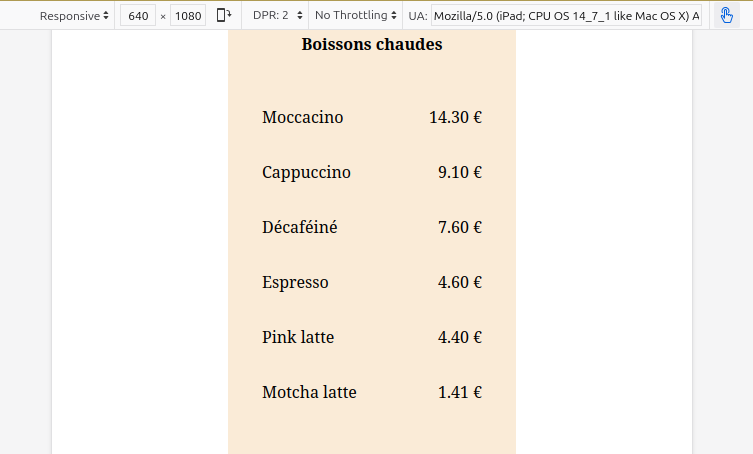 Responsive 640 × 1080 DPR: 2 No Throttling UA: Mozilla/5.0 (iPad; CPU OS 14_7_1 like Mac OS X) A
Boissons chaudes
Moccacino 14.30 €
Cappuccino 9.10 €
Décaféiné 7.60 €
Espresso 4.60 €
Pink latte 4.40 €
Motcha latte 1.41 €